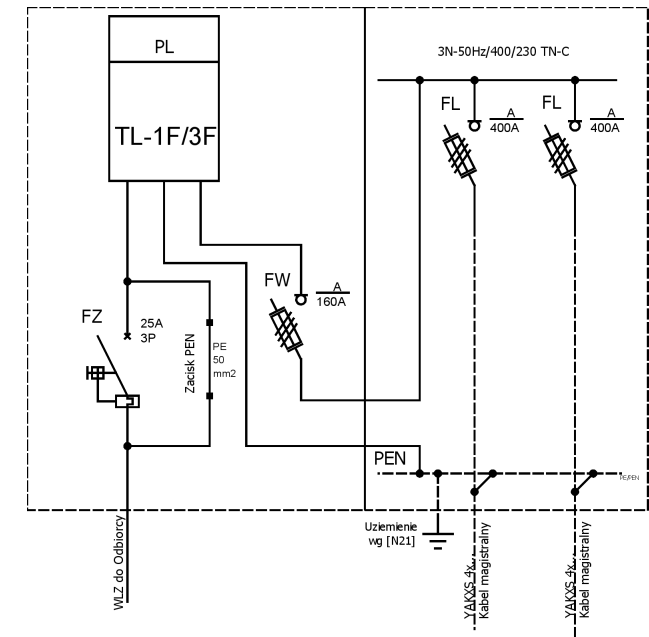 PL
TL-1F/3F
3N-50Hz/400/230 TN-C
FL
A
400A
FL
A
400A
FW
A
160A
FZ
25A
3P
Zacisk PEN
PE
50
mm2
PEN
PE/PEN
Uziemienie
wg [N21]
WLZ do Odbiorcy
YAKXS 4x...
Kabel magistralny
YAKXS 4x...
Kabel magistralny